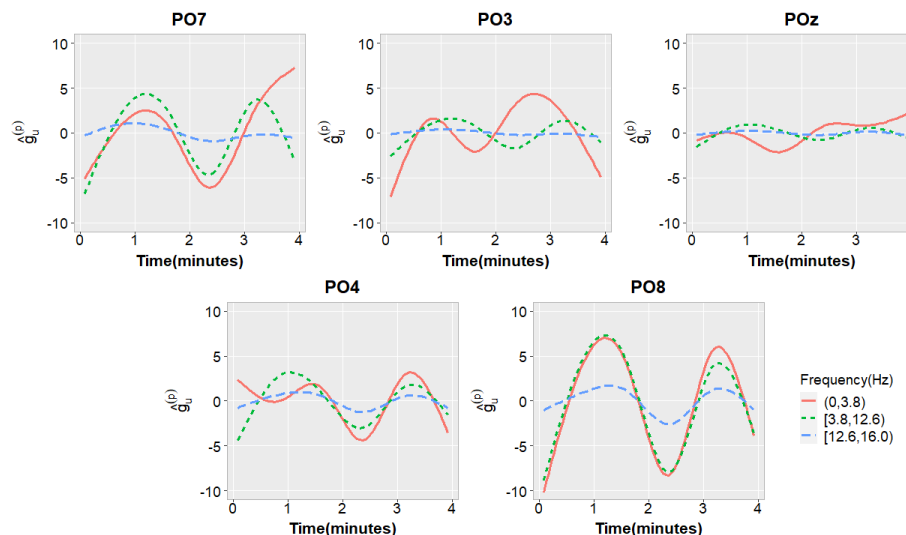 PO7 PO3 POz
10 10 10
5 5 5
0 0 0
-5 -5 -5
-10 -10 -10
ĝu(p) ĝu(p) ĝu(p)
0 1 2 3 4 0 1 2 3 4 0 1 2 3
Time(minutes) Time(minutes) Time(minutes)
PO4 PO8
10 10
5 5
0 0
-5 -5
-10 -10
ĝu(p) ĝu(p)
0 1 2 3 4 0 1 2 3 4
Time(minutes) Time(minutes)
Frequency(Hz)
(0,3.8)
[3.8,12.6)
[12.6,16.0)